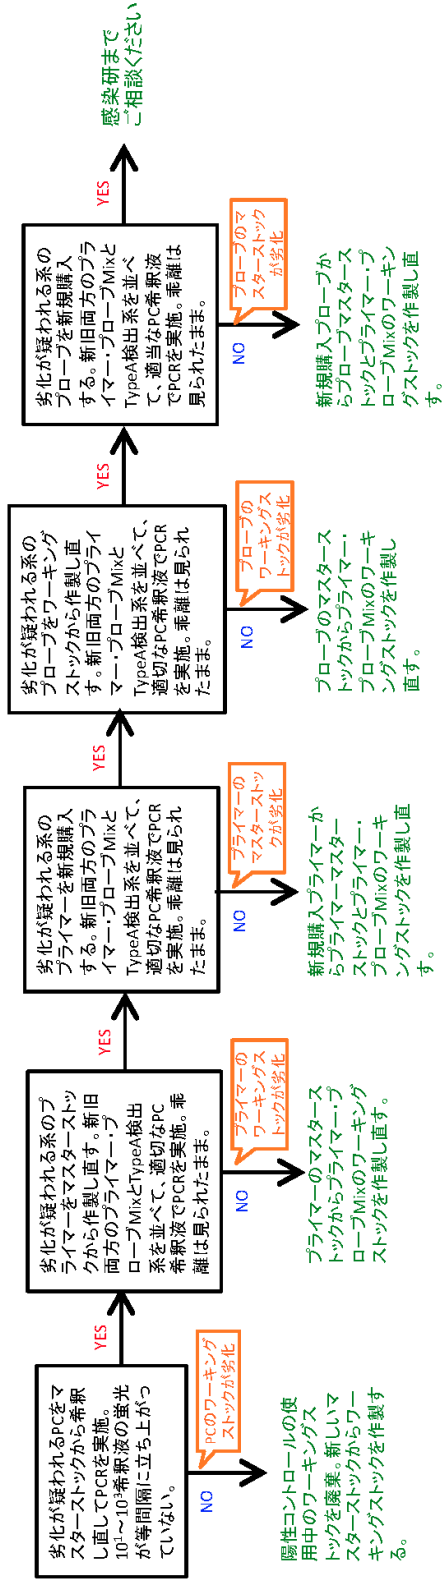 劣化が疑われるPCをマ
スターストックから希釈
し直してPCRを実施。
10¹～10³希釈液の蛍光
が等間隔に立ち上がっ
ていない。
YES
NO
PCのワーキング
ストックが劣化
陽性コントロールの使
用中のワーキングス
トックを廃棄。新しいマ
スターストックからワー
キングストックを作製す
る。
劣化が疑われる系のプ
ライマーをマスターストッ
クから作製し直す。新旧
両方のプライマー・プ
ローブMixとTypeA検出
系を並べて、適切なPC
希釈液でPCRを実施。乖
離は見られたまま。
YES
NO
プライマーの
ワーキングス
トックが劣化
プライマーのマスタース
トックからプライマー・プ
ローブMixのワーキング
ストックを作製し直す。
劣化が疑われる系の
プライマーを新規購入
する。新旧両方のプラ
イマー・プローブMixと
TypeA検出系を並べて、
適切なPC希釈液でPCR
を実施。乖離は見られ
たまま。
YES
NO
プライマーの
マスターストッ
クが劣化
新規購入プライマーか
らプライマーマスター
ストックとプライマー・
プローブMixのワーキ
ングストックを作製し直
す。
劣化が疑われる系の
プローブをワーキング
ストックから作製し直
す。新旧両方のプライ
マー・プローブMixと
TypeA検出系を並べて、
適切なPC希釈液でPCR
を実施。乖離は見られ
たまま。
YES
NO
プローブの
ワーキングス
トックが劣化
プローブのマスタース
トックからプライマー・
プローブMixのワーキ
ングストックを作製し
直す。
劣化が疑われる系の
プローブを新規購入
する。新旧両方のプラ
イマー・プローブMixと
TypeA検出系を並べ
て、適当なPC希釈液
でPCRを実施。乖離は
見られたまま。
YES
NO
プローブのマ
スターストック
が劣化
新規購入プローブか
らプローブマスタース
トックとプライマー・プ
ローブMixのワーキン
グストックを作製し直
す。
感染研まで
ご相談ください